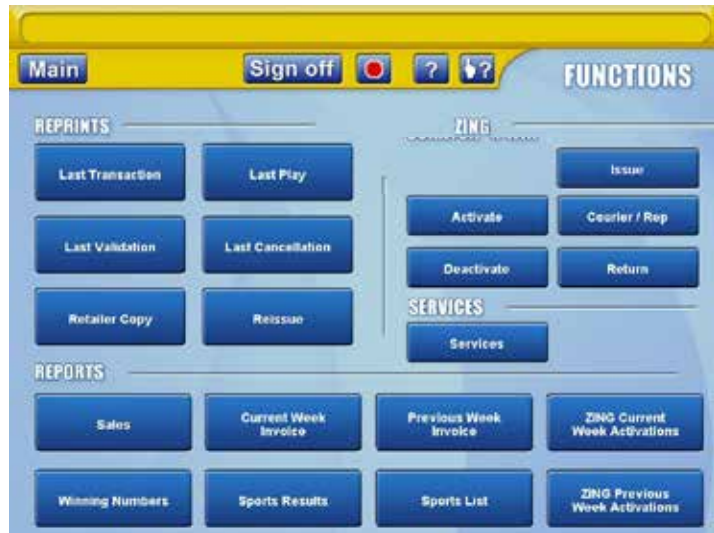 Main
Sign off
?
?
FUNCTIONS
REPRINTS
ZING
Last Transaction
Last Play
Issue
Activate
Courier / Rep
Last Validation
Last Cancellation
Deactivate
Return
Retailer Copy
Reissue
SERVICES
Services
REPORTS
Sales
Current Week
Invoice
Previous Week
Invoice
ZING Current
Week Activations
Winning Numbers
Sports Results
Sports List
ZING Previous
Week Activations